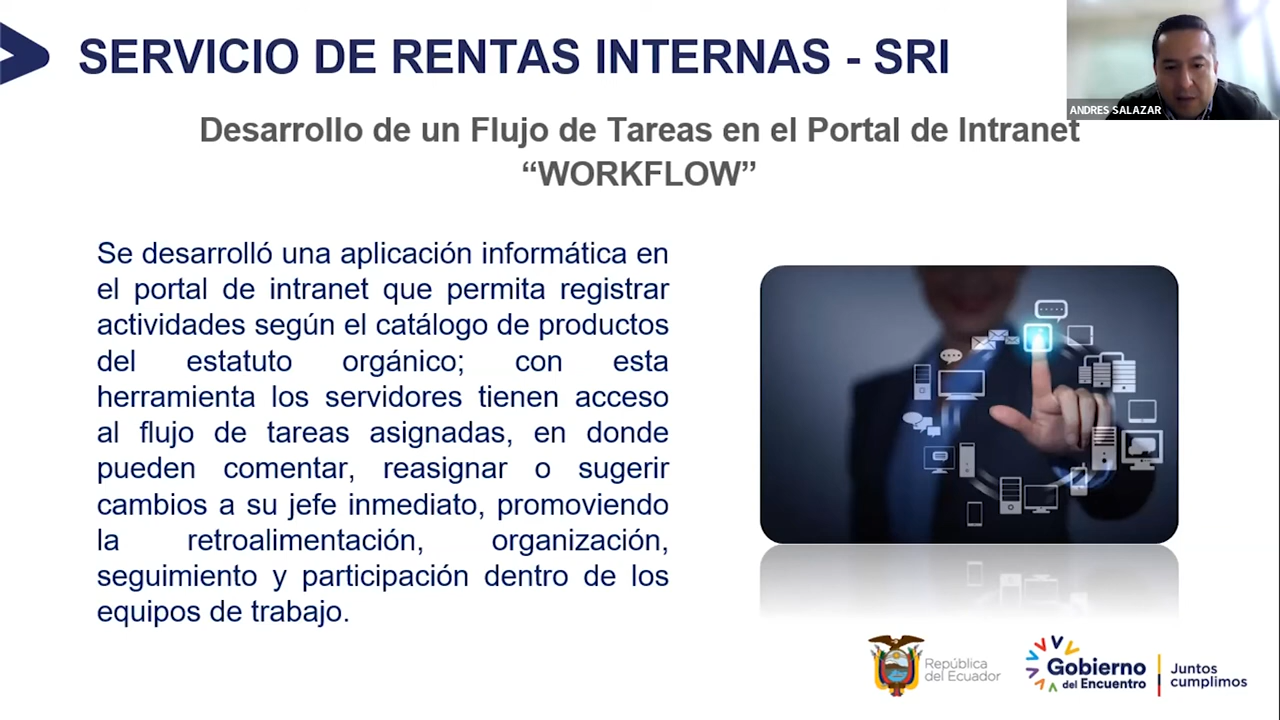 SERVICIO DE RENTAS INTERNAS - SRI
ANDRES SALAZAR
Desarrollo de un Flujo de Tareas en el Portal de Intranet
“WORKFLOW”
Se desarrolló una aplicación informática en
el portal de intranet que permita registrar
actividades según el catálogo de productos
del estatuto orgánico; con esta
herramienta los servidores tienen acceso
al flujo de tareas asignadas, en donde
pueden comentar, reasignar o sugerir
cambios a su jefe inmediato, promoviendo
la retroalimentación, organización,
seguimiento y participación dentro de los
equipos de trabajo.
República
del Ecuador
Gobierno
del Encuentro
Juntos
cumplimos